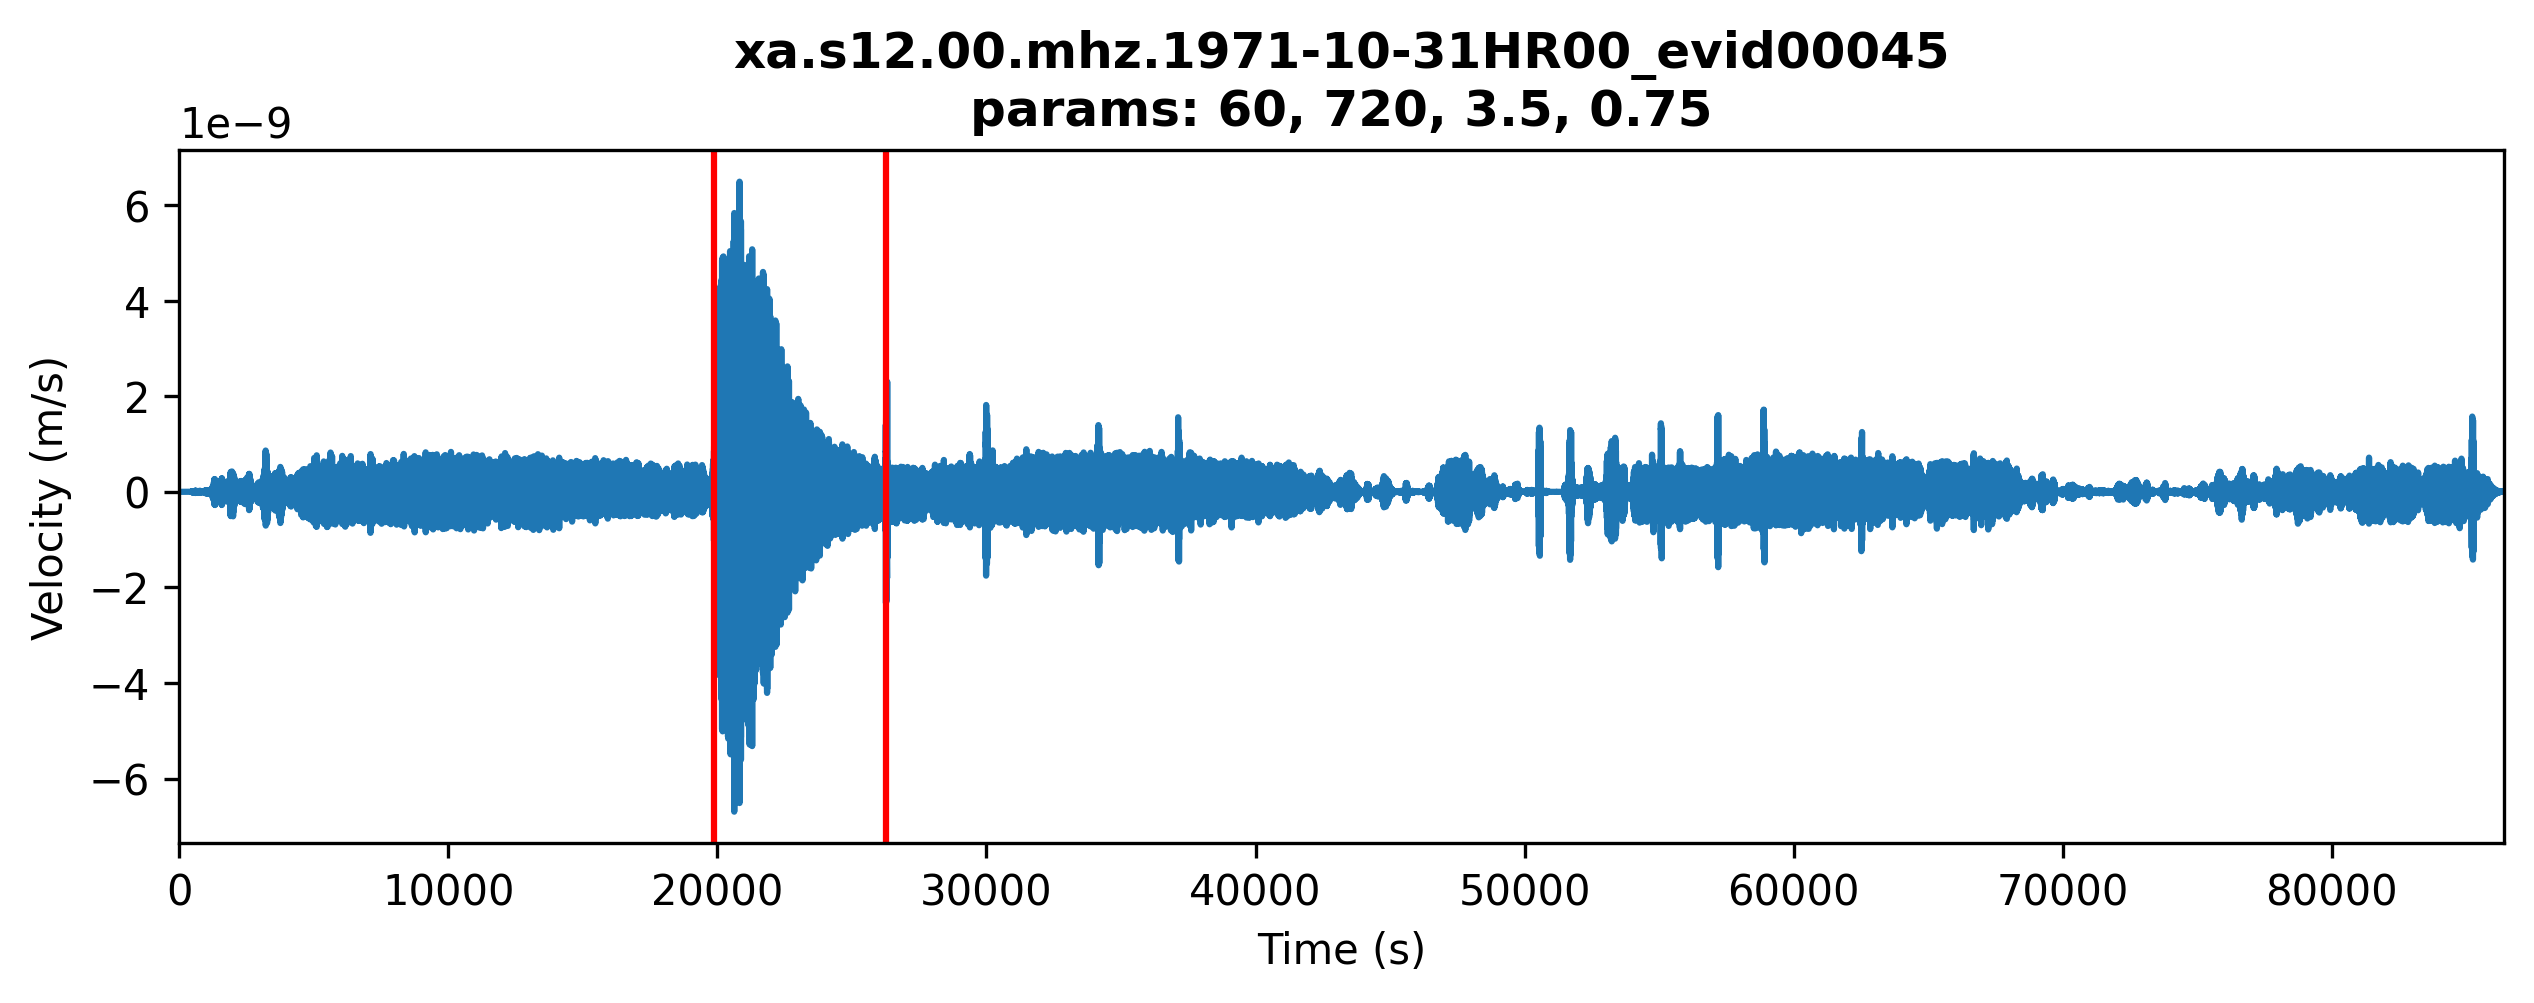 xa.s12.00.mhz.1971-10-31HR00_evid00045
params: 60, 720, 3.5, 0.75
1e−9
6
4
2
0
−2
−4
−6
Velocity (m/s)
0 10000 20000 30000 40000 50000 60000 70000 80000
Time (s)